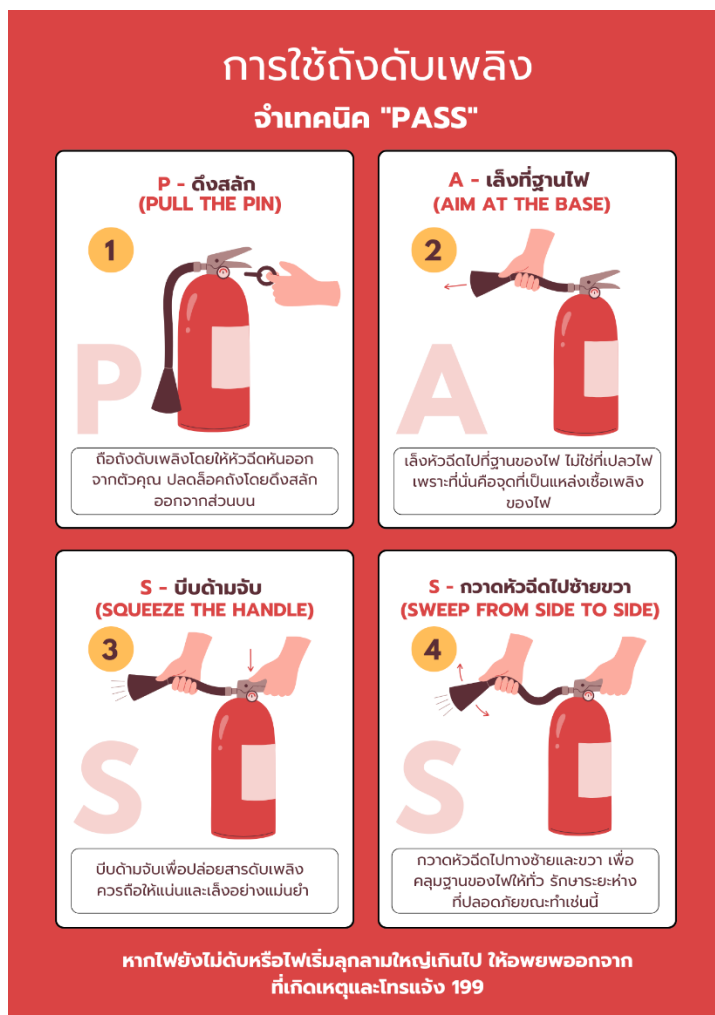 การใช้ถังดับเพลิง
จำเทคนิค "PASS"
P - ดึงสลัก
(PULL THE PIN)
1
P
ถือถังดับเพลิงโดยให้หัวฉีดหันออก
จากตัวคุณ ปลดล็อคถังโดยดึงสลัก
ออกจากส่วนบน
A - เล็งที่ฐานไฟ
(AIM AT THE BASE)
2
A
เล็งหัวฉีดไปที่ฐานของไฟ ไม่ใช่ที่เปลวไฟ
เพราะที่นั่นคือจุดที่เป็นแหล่งเชื้อเพลิง
ของไฟ
S - บีบด้ามจับ
(SQUEEZE THE HANDLE)
3
S
บีบด้ามจับเพื่อปล่อยสารดับเพลิง
ควรถือให้แน่นและเล็งอย่างแม่นยำ
S - กวาดหัวฉีดไปซ้ายขวา
(SWEEP FROM SIDE TO SIDE)
4
S
กวาดหัวฉีดไปทางซ้ายและขวา เพื่อ
คลุมฐานของไฟให้ทั่ว รักษาระยะห่าง
ที่ปลอดภัยขณะทำเช่นนี้
หากไฟยังไม่ดับหรือไฟเริ่มลุกลามใหญ่เกินไป ให้อพยพออกจาก
ที่เกิดเหตุและโทรแจ้ง 199